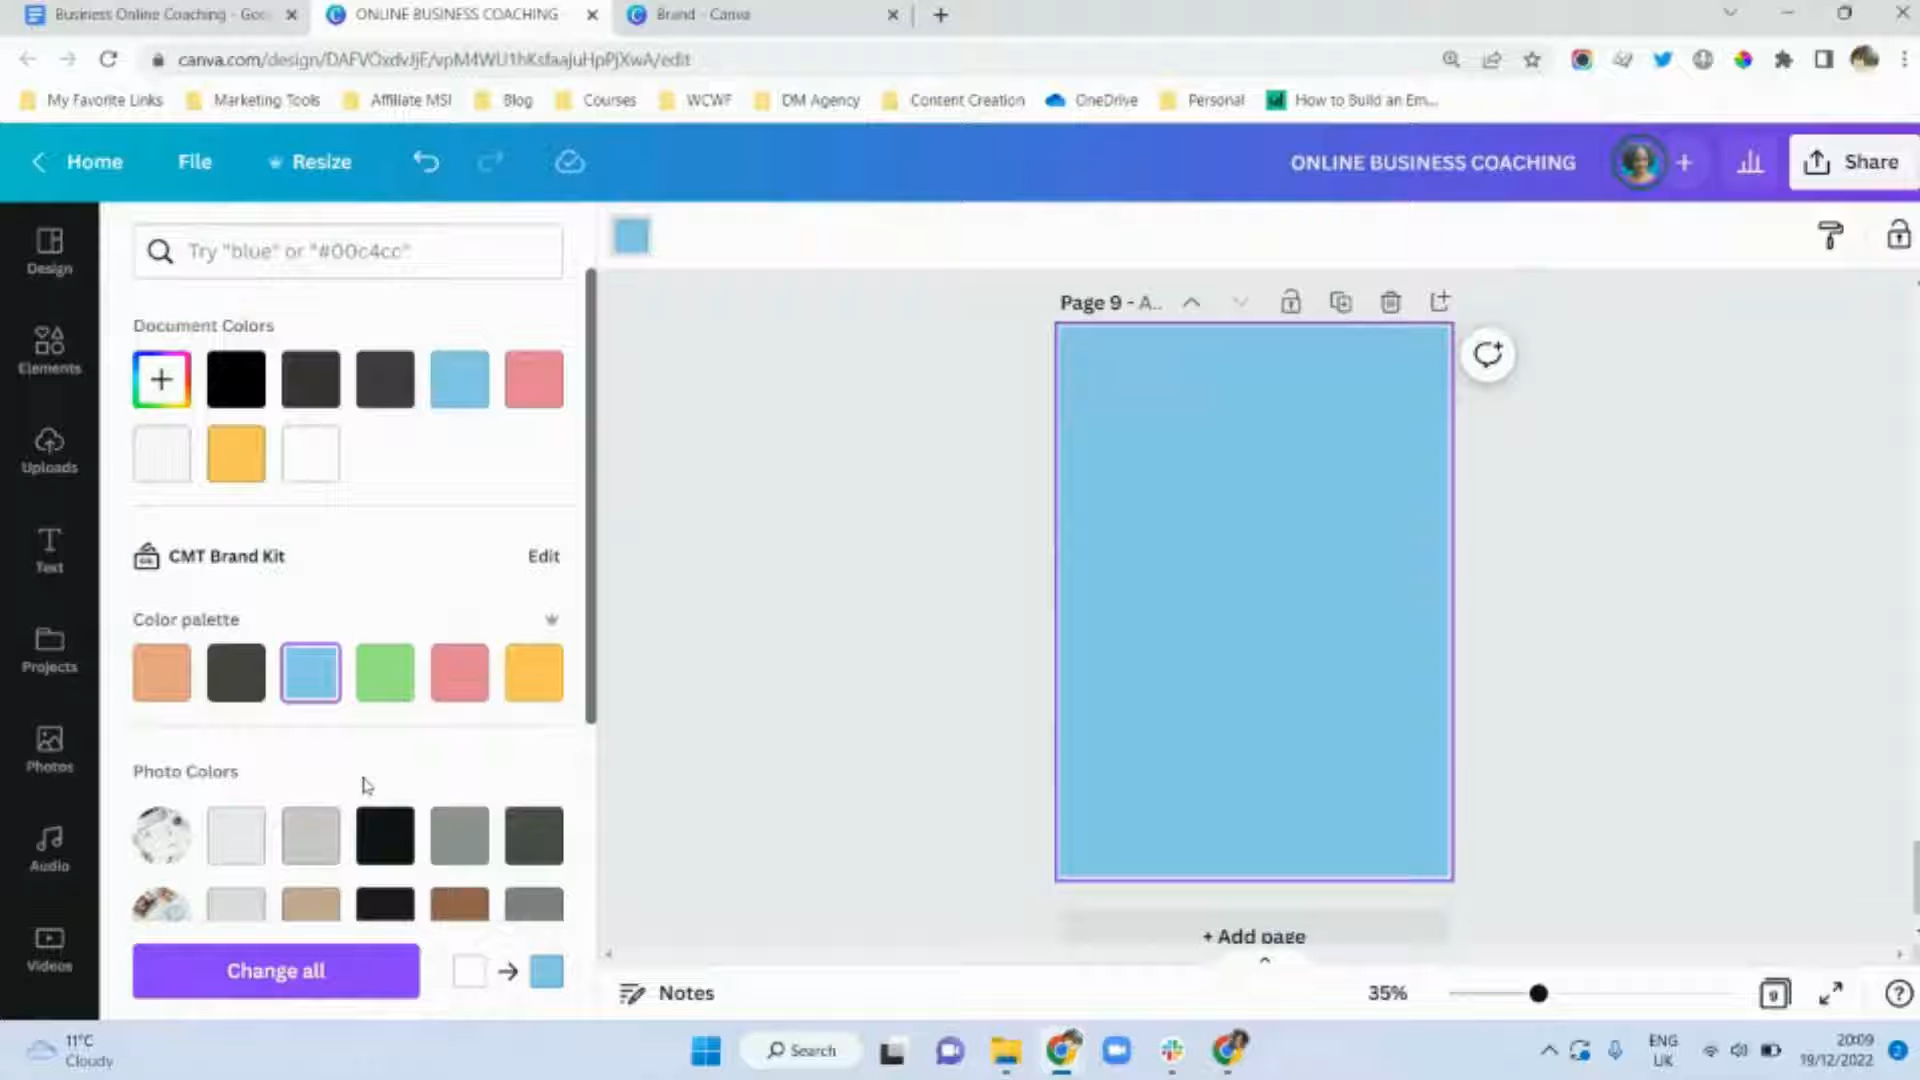 Business Online Coaching - Goo
ONLINE BUSINESS COACHING
Brand - Canva
canva.com/design/DAFVOxdvJjE/vpM4WU1hKsfaaJuHpPjXwA/edit
My Favorite Links
Marketing Tools
Affiliate MSI
Blog
Courses
WCWF
DM Agency
Content Creation
OneDrive
Personal
How to Build an Em...
Home
File
Resize
ONLINE BUSINESS COACHING
Share
Design
Elements
Uploads
Text
Projects
Photos
Audio
Videos
Try "blue" or "#00c4cc"
Document Colors
CMT Brand Kit
Edit
Color palette
Photo Colors
Change all
Page 9 - A..
+ Add page
Notes
35%
9
11°C
Cloudy
Search
ENG
UK
20:09
19/12/2022
2